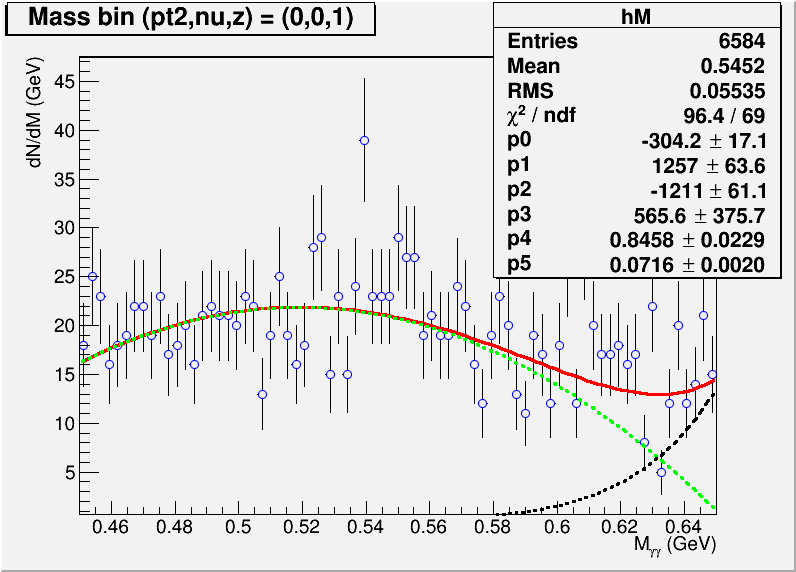 Mass bin (pt2,nu,z) = (0,0,1)
hM
Entries 6584
Mean 0.5452
RMS 0.05535
χ² / ndf 96.4 / 69
p0 -304.2 ± 17.1
p1 1257 ± 63.6
p2 -1211 ± 61.1
p3 565.6 ± 375.7
p4 0.8458 ± 0.0229
p5 0.0716 ± 0.0020
dN/dM (GeV)
45
40
35
30
25
20
15
10
5
0.46 0.48 0.5 0.52 0.54 0.56 0.58 0.6 0.62 0.64
Mγγ (GeV)